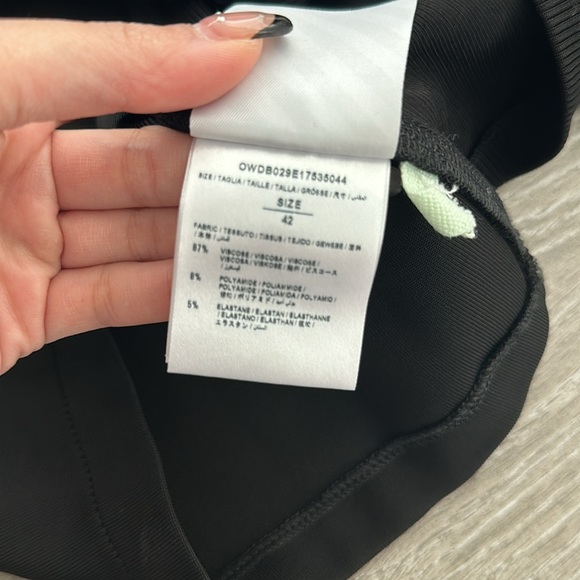 OWDB029E17535044
SIZE / TAGLIA / TAILLE / TALLA / GRÖSSE / 尺寸 /
SIZE
42
FABRIC / TESSUTO / TISSUS / TEJIDO / GEWEBE / 面料
87% VISCOSE / VISCOSA / VISCOSE
VISCOSA / VISKOSE / 粘纤 / ビスコース
8% POLYAMIDE / POLIAMMIDE /
POLYAMIDE / POLIAMIDA / POLYAMID /
5% ELASTANE / ELASTAN / ELASTHANNE
/ ELASTANO / ELASTHAN /
エラスタン /